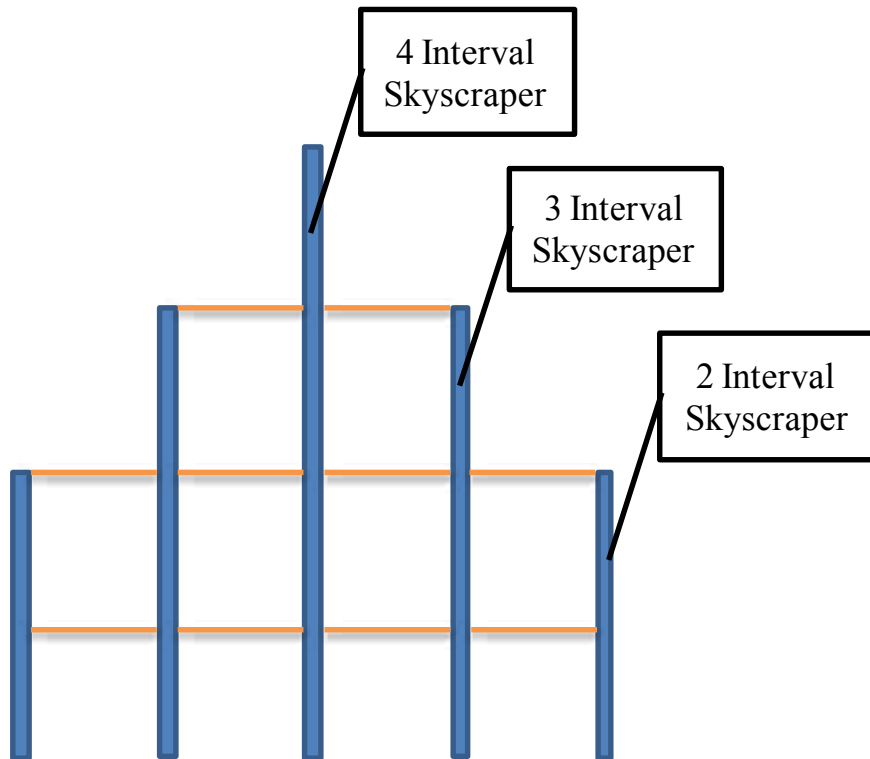 4 Interval
Skyscraper
3 Interval
Skyscraper
2 Interval
Skyscraper